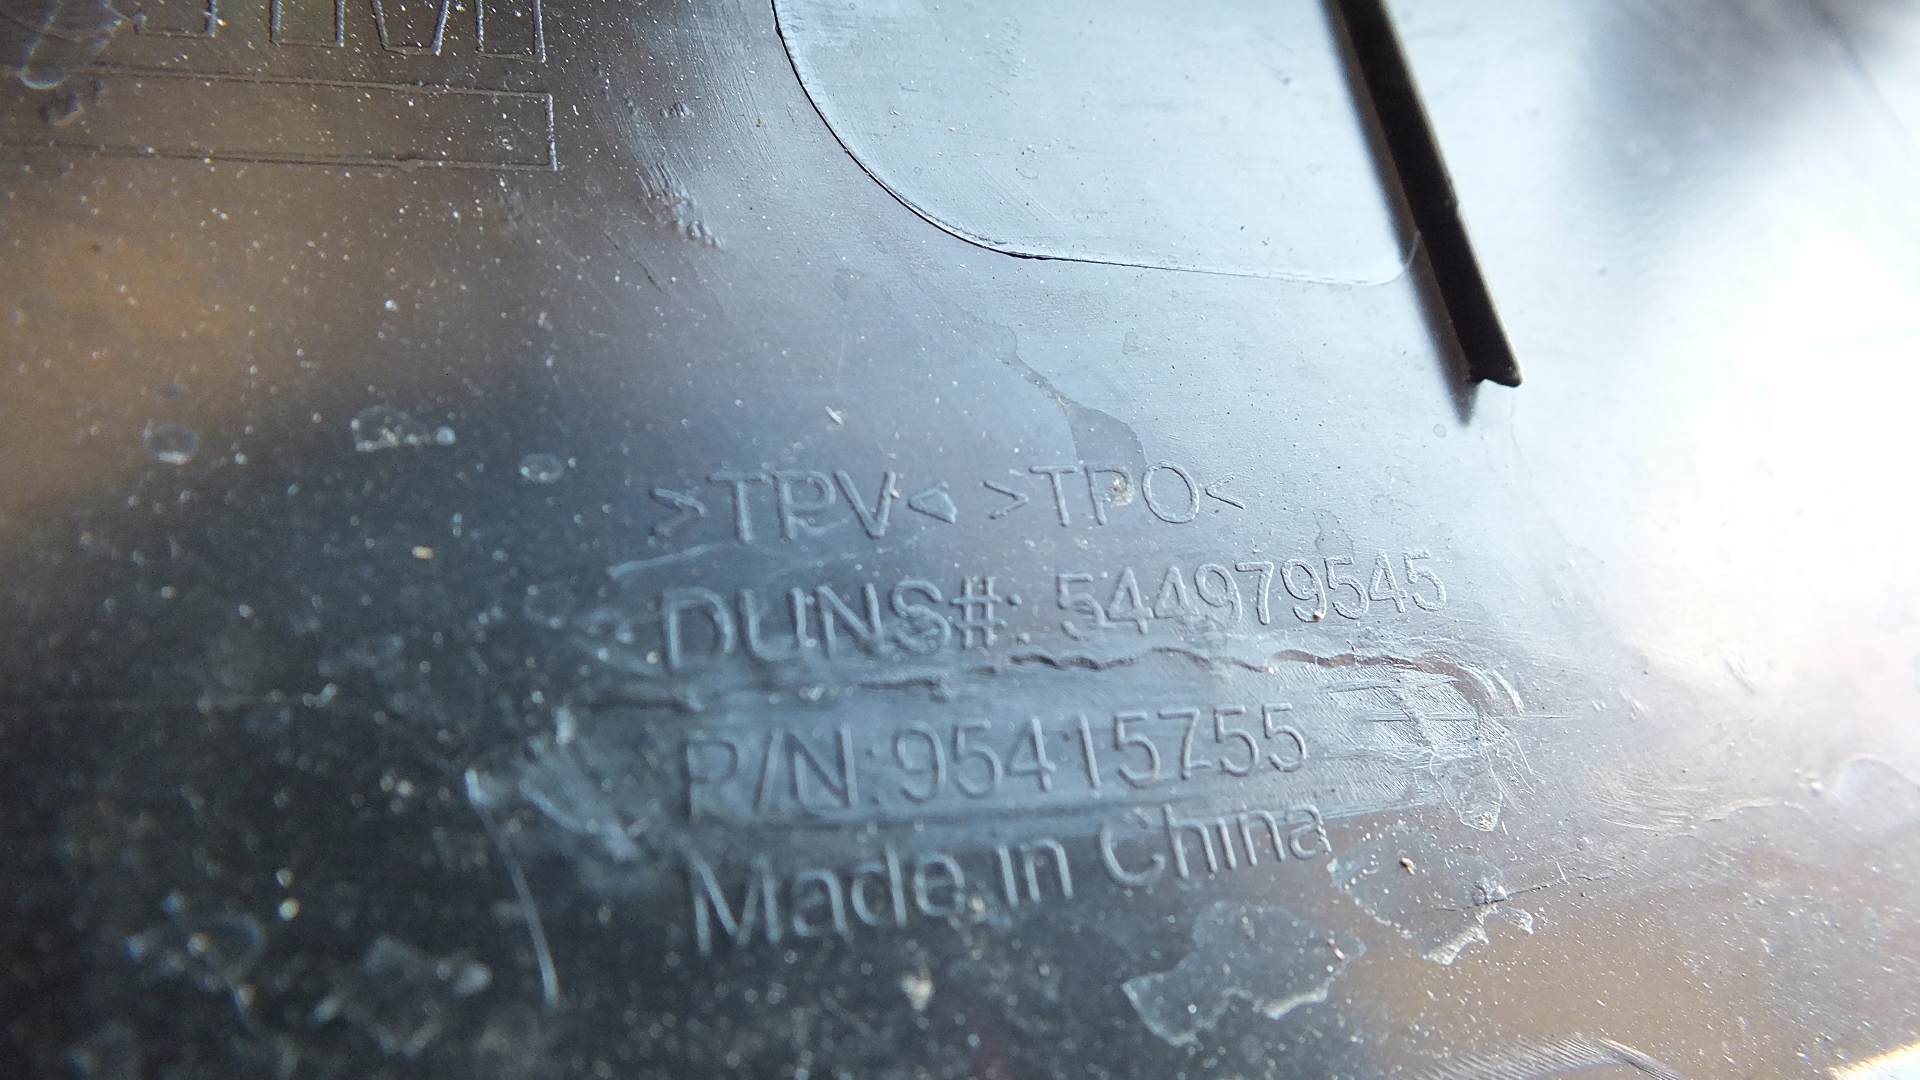 >TPV< >TPO<
DUNS#: 544979545
P/N:95415755
Made in China